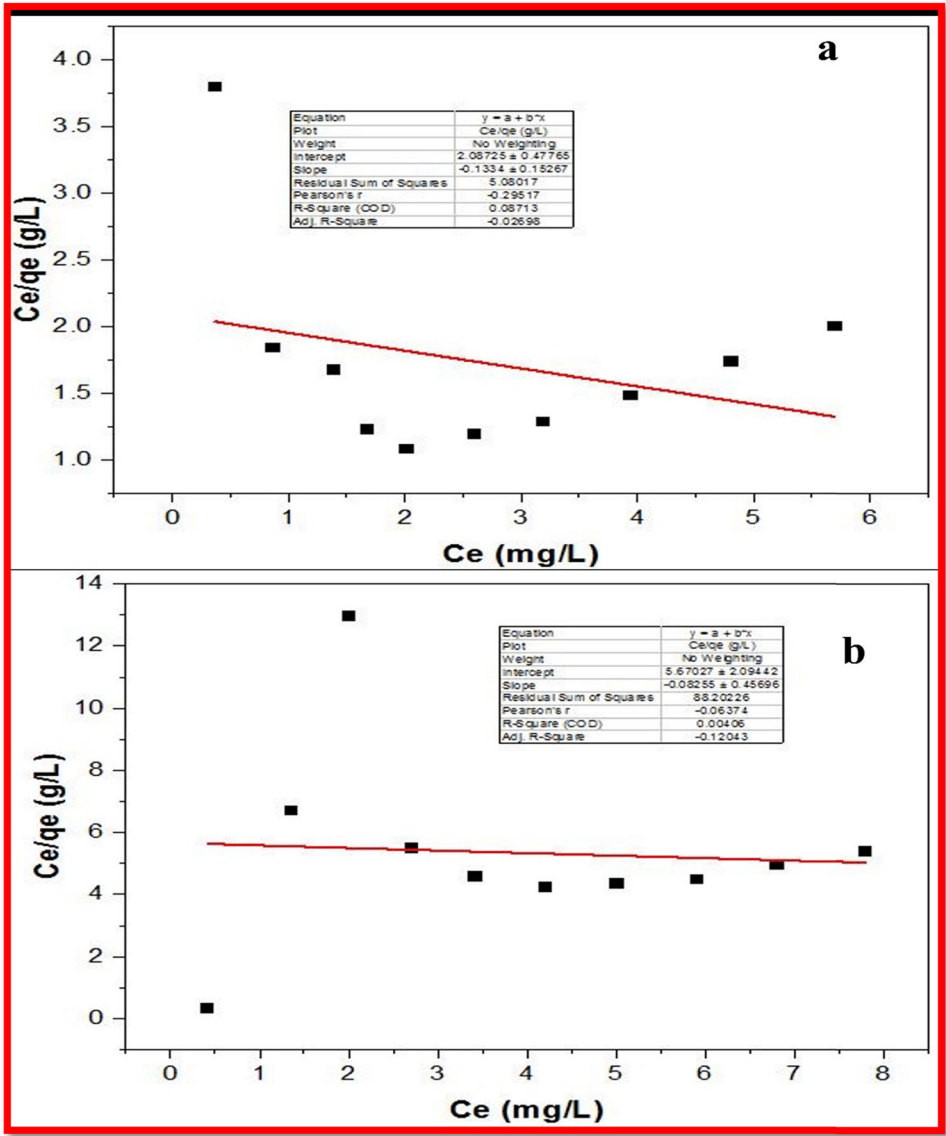 a
4.0
3.5
3.0
2.5
2.0
1.5
1.0
Ce/qe (g/L)
Equation y = a + b*x
Plot Ce/qe (g/L)
Weight No Weighting
Intercept 2.08725 ± 0.47765
Slope -0.1334 ± 0.15267
Residual Sum of Squares 5.08017
Pearson's r -0.29517
R-Square (COD) 0.08713
Adj. R-Square -0.02698
0 1 2 3 4 5 6
Ce (mg/L)
b
14
12
10
8
6
4
2
0
Ce/qe (g/L)
Equation y = a + b*x
Plot Ce/qe (g/L)
Weight No Weighting
Intercept 5.67027 ± 2.09442
Slope -0.08255 ± 0.45696
Residual Sum of Squares 88.20226
Pearson's r -0.06374
R-Square (COD) 0.00406
Adj. R-Square -0.12043
0 1 2 3 4 5 6 7 8
Ce (mg/L)